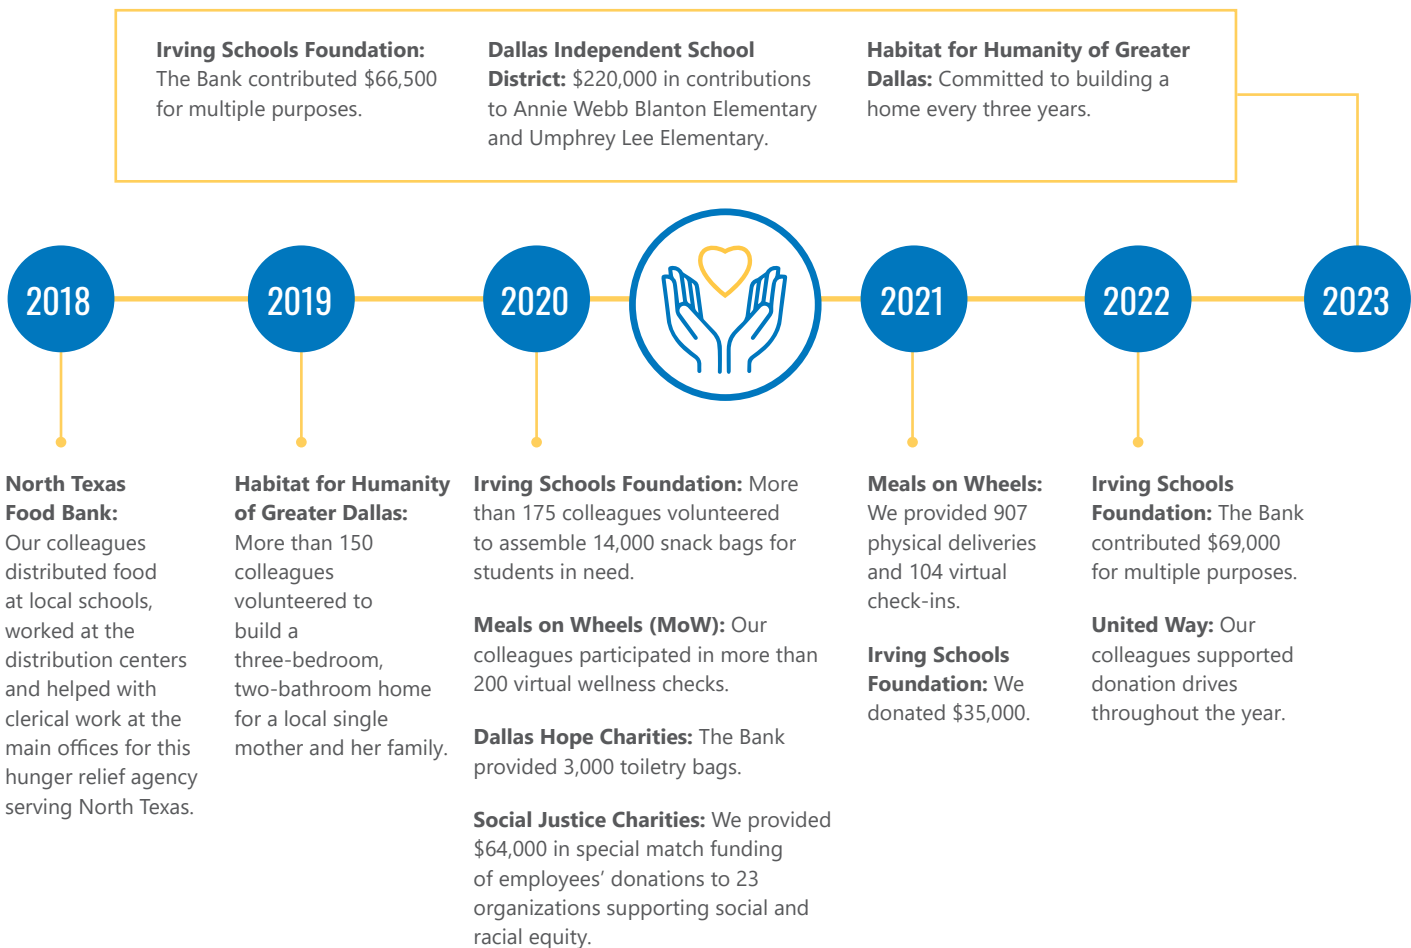 Irving Schools Foundation:
The Bank contributed $66,500
for multiple purposes.
Dallas Independent School
District: $220,000 in contributions
to Annie Webb Blanton Elementary
and Umphrey Lee Elementary.
Habitat for Humanity of Greater
Dallas: Committed to building a
home every three years.
2018
2019
2020
2021
2022
2023
North Texas
Food Bank:
Our colleagues
distributed food
at local schools,
worked at the
distribution centers
and helped with
clerical work at the
main offices for this
hunger relief agency
serving North Texas.
Habitat for Humanity
of Greater Dallas:
More than 150
colleagues
volunteered to
build a
three-bedroom,
two-bathroom home
for a local single
mother and her family.
Irving Schools Foundation: More
than 175 colleagues volunteered
to assemble 14,000 snack bags for
students in need.
Meals on Wheels (MoW): Our
colleagues participated in more than
200 virtual wellness checks.
Dallas Hope Charities: The Bank
provided 3,000 toiletry bags.
Social Justice Charities: We provided
$64,000 in special match funding
of employees’ donations to 23
organizations supporting social and
racial equity.
Meals on Wheels:
We provided 907
physical deliveries
and 104 virtual
check-ins.
Irving Schools
Foundation: We
donated $35,000.
Irving Schools
Foundation: The Bank
contributed $69,000
for multiple purposes.
United Way: Our
colleagues supported
donation drives
throughout the year.